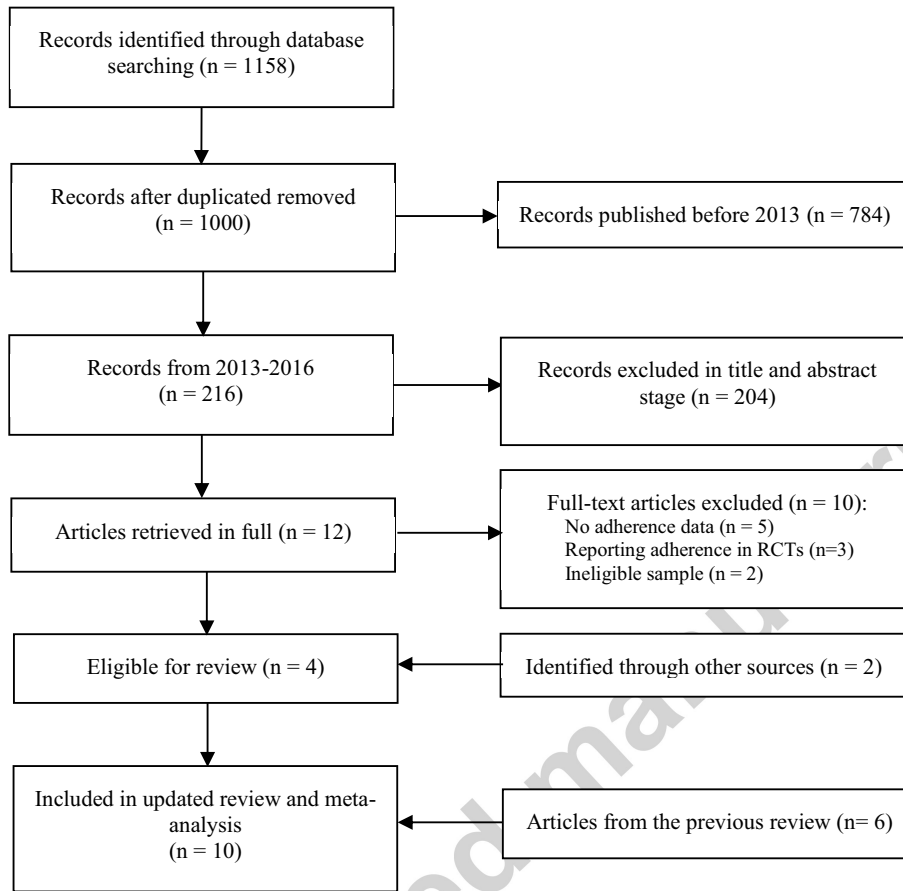 Records identified through database
searching (n = 1158)
Records after duplicated removed
(n = 1000)
Records published before 2013 (n = 784)
Records from 2013-2016
(n = 216)
Records excluded in title and abstract
stage (n = 204)
Articles retrieved in full (n = 12)
Full-text articles excluded (n = 10):
No adherence data (n = 5)
Reporting adherence in RCTs (n=3)
Ineligible sample (n = 2)
Eligible for review (n = 4)
Identified through other sources (n = 2)
Included in updated review and meta-
analysis
(n = 10)
Articles from the previous review (n= 6)